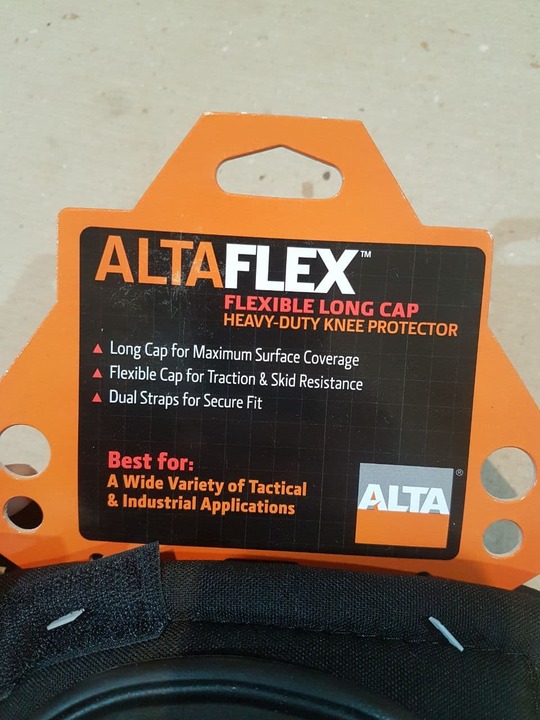 ALTAFLEX™
FLEXIBLE LONG CAP
HEAVY-DUTY KNEE PROTECTOR
▲ Long Cap for Maximum Surface Coverage
▲ Flexible Cap for Traction & Skid Resistance
▲ Dual Straps for Secure Fit
Best for:
A Wide Variety of Tactical
& Industrial Applications
ALTA®